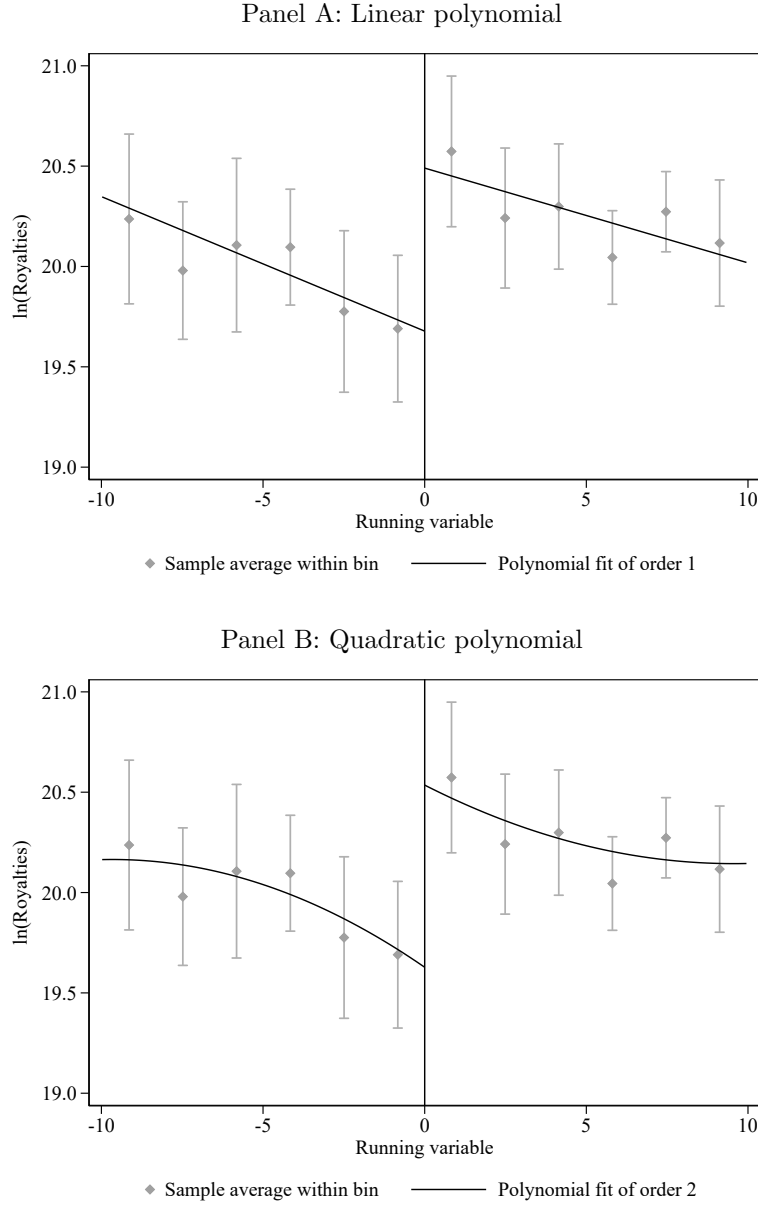 Panel A: Linear polynomial
21.0
20.5
20.0
19.5
19.0
ln(Royalties)
-10 -5 0 5 10
Running variable
Sample average within bin Polynomial fit of order 1
Panel B: Quadratic polynomial
21.0
20.5
20.0
19.5
19.0
ln(Royalties)
-10 -5 0 5 10
Running variable
Sample average within bin Polynomial fit of order 2